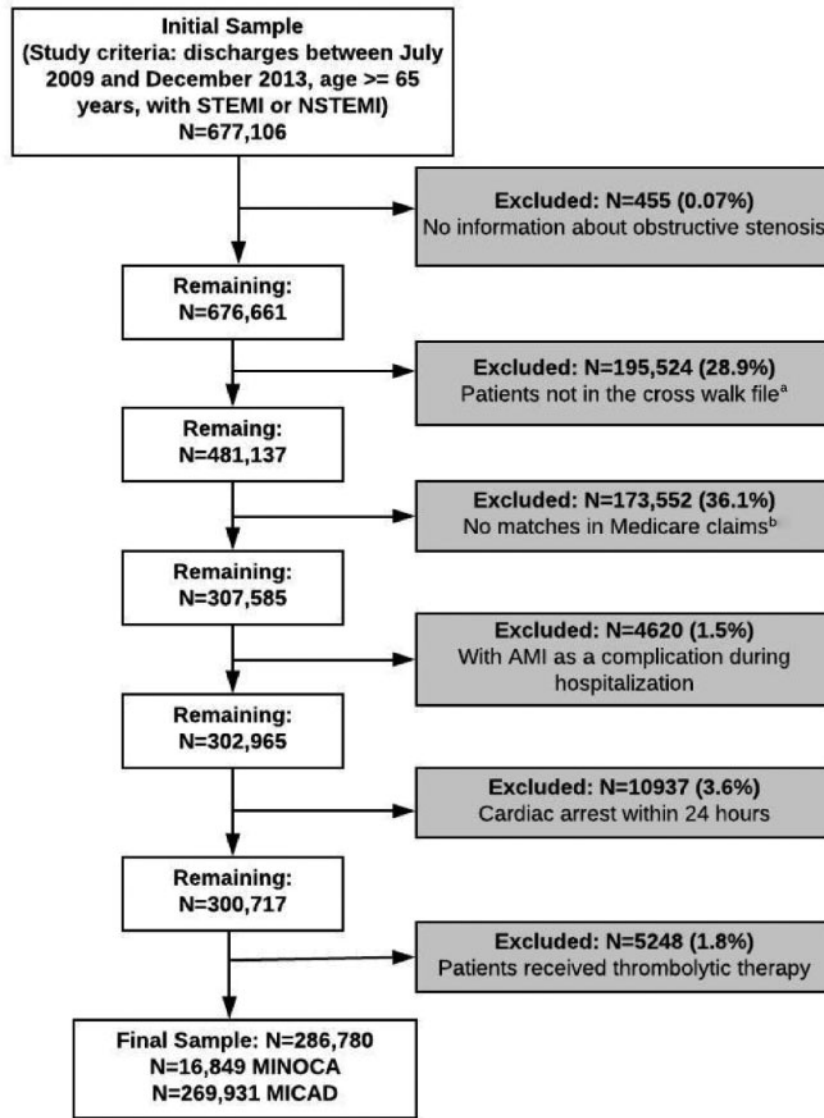 Initial Sample
(Study criteria: discharges between July
2009 and December 2013, age >= 65
years, with STEMI or NSTEMI)
N=677,106
Excluded: N=455 (0.07%)
No information about obstructive stenosis
Remaining:
N=676,661
Excluded: N=195,524 (28.9%)
Patients not in the cross walk fileᵃ
Remaing:
N=481,137
Excluded: N=173,552 (36.1%)
No matches in Medicare claimsᵇ
Remaining:
N=307,585
Excluded: N=4620 (1.5%)
With AMI as a complication during
hospitalization
Remaining:
N=302,965
Excluded: N=10937 (3.6%)
Cardiac arrest within 24 hours
Remaining:
N=300,717
Excluded: N=5248 (1.8%)
Patients received thrombolytic therapy
Final Sample: N=286,780
N=16,849 MINOCA
N=269,931 MICAD